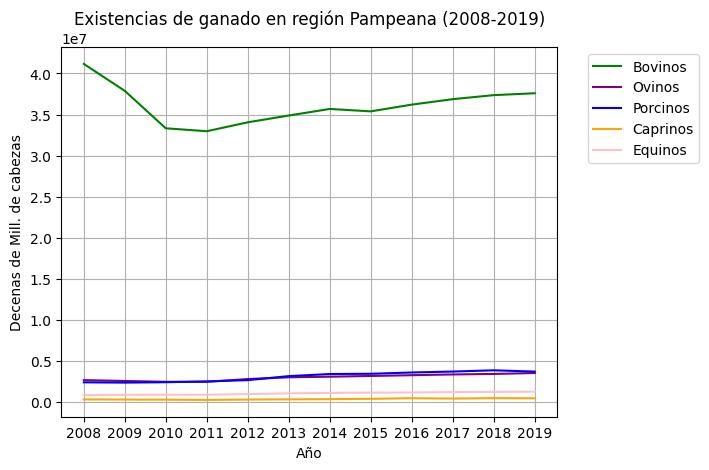 Existencias de ganado en región Pampeana (2008-2019)
1e7
4.0
3.5
3.0
2.5
2.0
1.5
1.0
0.5
0.0
Decenas de Mill. de cabezas
2008 2009 2010 2011 2012 2013 2014 2015 2016 2017 2018 2019
Año
Bovinos
Ovinos
Porcinos
Caprinos
Equinos